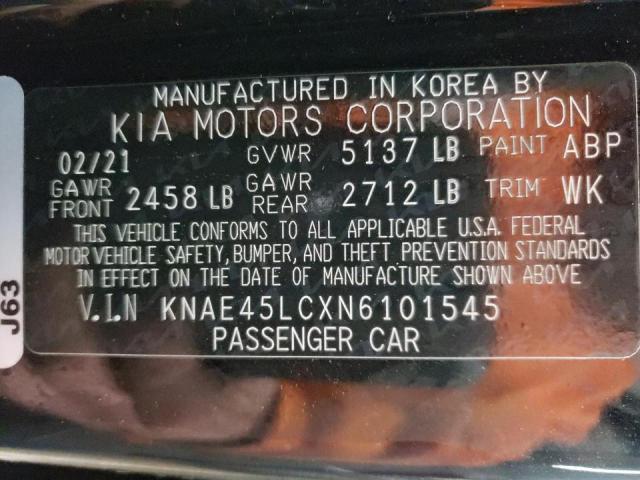 MANUFACTURED IN KOREA BY
KIA MOTORS CORPORATION
02/21 GVWR 5137 LB PAINT ABP
GAWR FRONT 2458 LB GAWR REAR 2712 LB TRIM WK
THIS VEHICLE CONFORMS TO ALL APPLICABLE U.S.A. FEDERAL
MOTOR VEHICLE SAFETY, BUMPER, AND THEFT PREVENTION STANDARDS
IN EFFECT ON THE DATE OF MANUFACTURE SHOWN ABOVE
V.I.N KNAE45LCXN6101545
PASSENGER CAR
J63